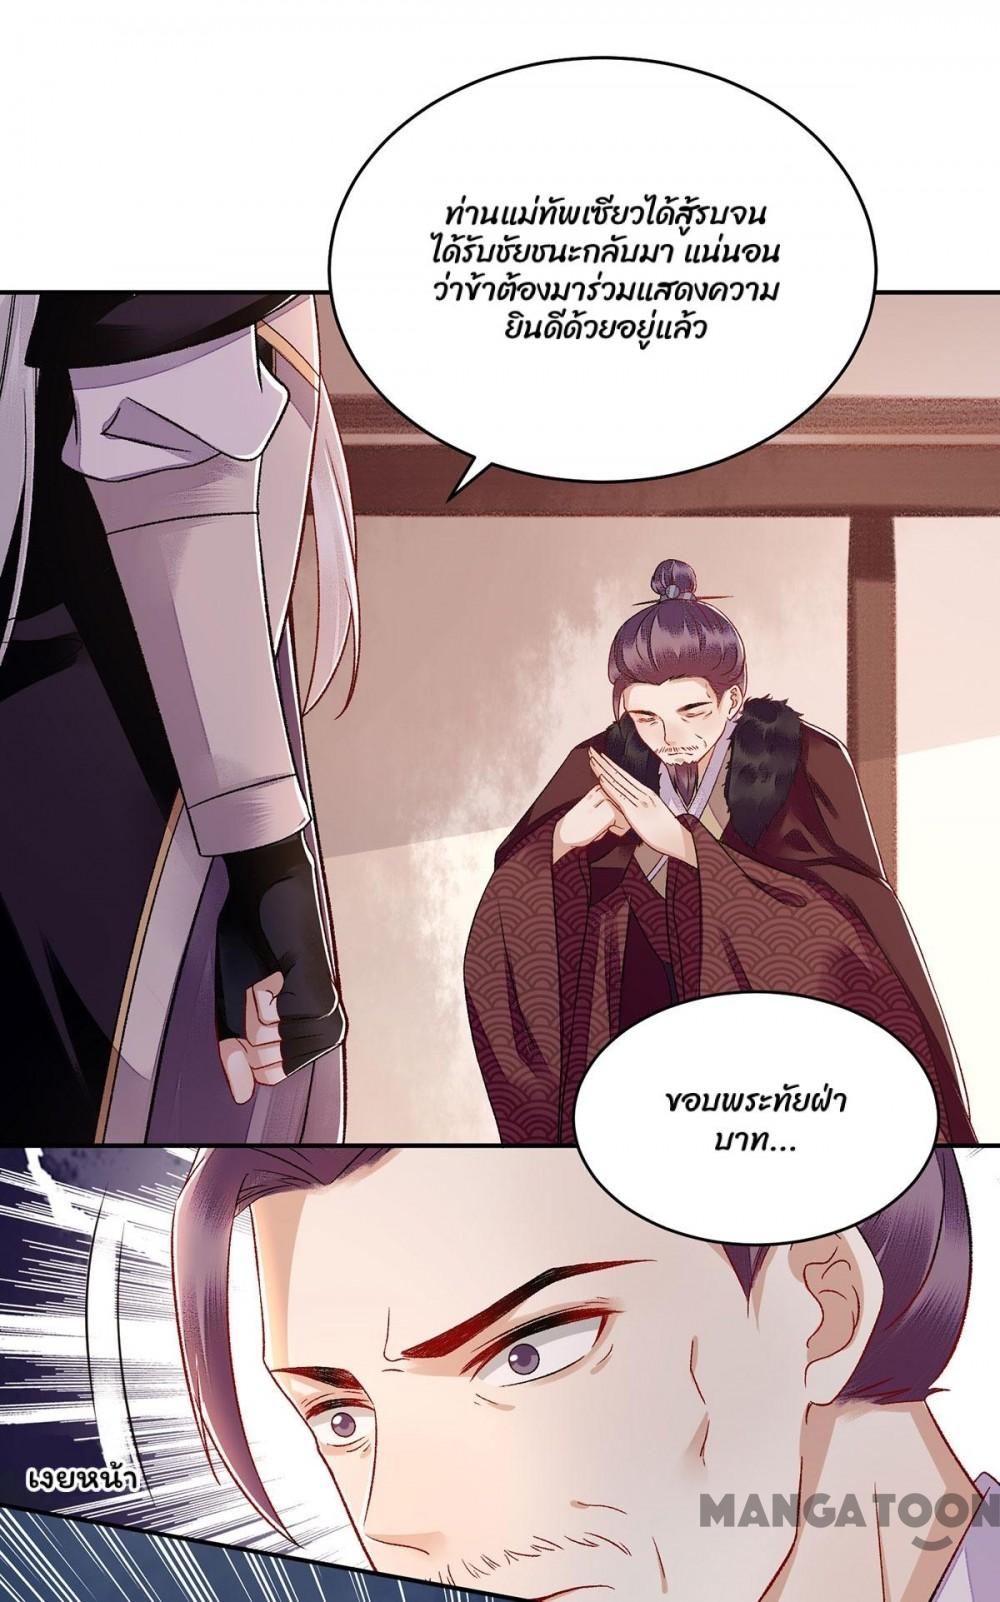 ท่านแม่ทัพเซียวได้สู้รบจน
ได้รับชัยชนะกลับมา แน่นอน
ว่าข้าต้องมาร่วมแสดงความ
ยินดีด้วยอยู่แล้ว
ขอบพระทัยฝ่า
บาท...
เงยหน้า
MANGATOON